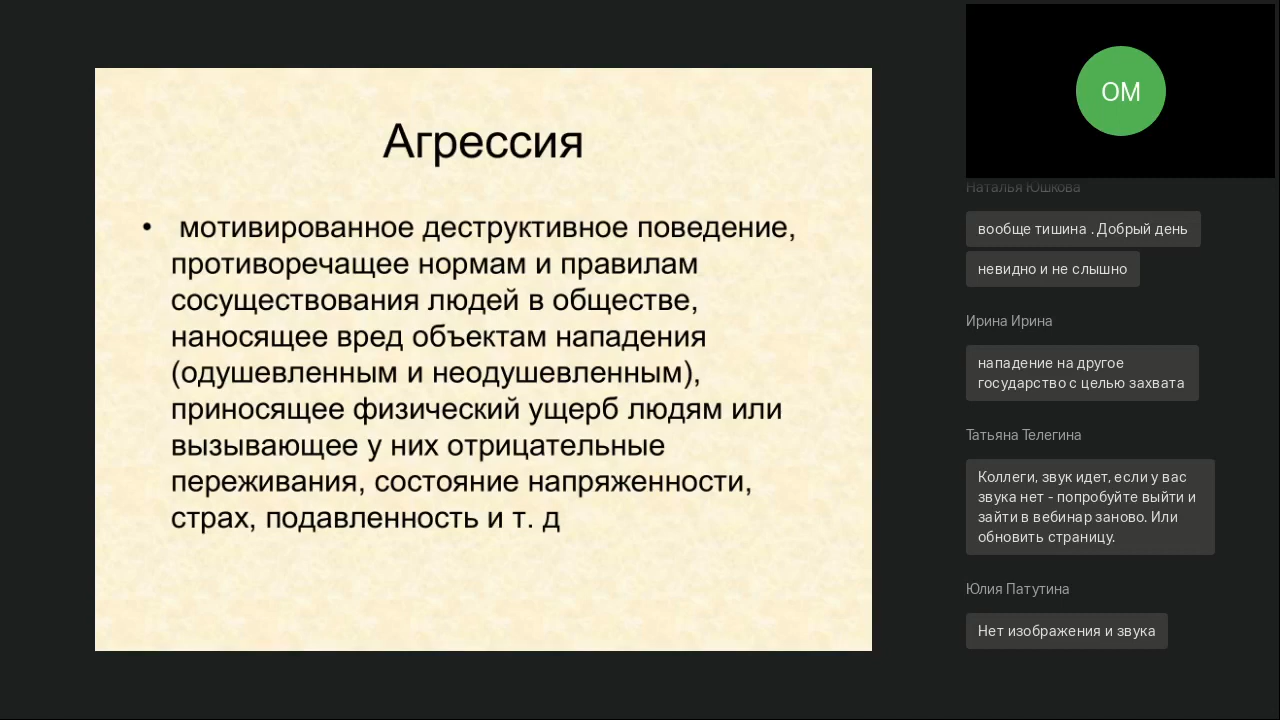 Агрессия
• мотивированное деструктивное поведение,
противоречащее нормам и правилам
сосуществования людей в обществе,
наносящее вред объектам нападения
(одушевленным и неодушевленным),
приносящее физический ущерб людям или
вызывающее у них отрицательные
переживания, состояние напряженности,
страх, подавленность и т. д
ОМ
Наталья Юшкова
вообще тишина . Добрый день
невидно и не слышно
Ирина Ирина
нападение на другое
государство с целью захвата
Татьяна Телегина
Коллеги, звук идет, если у вас
звука нет - попробуйте выйти и
зайти в вебинар заново. Или
обновить страницу.
Юлия Патутина
Нет изображения и звука